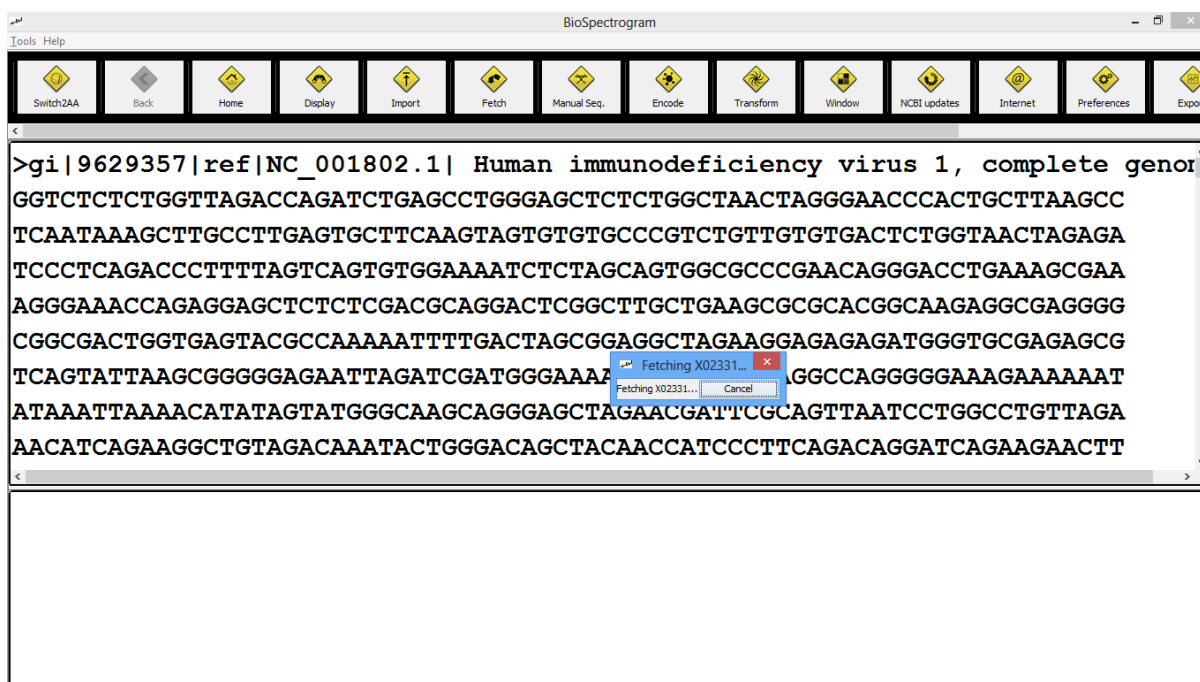 BioSpectrogram
Tools Help
Switch2AA Back Home Display Import Fetch Manual Seq. Encode Transform Window NCBI updates Internet Preferences Expo
>gi|9629357|ref|NC_001802.1| Human immunodeficiency virus 1, complete genom
GGTCTCTCTGGTTAGACCAGATCTGAGCCTGGGAGCTCTCTGGCTAACTAGGGAACCCACTGCTTAAGCC
TCAATAAAGCTTGCCTTGAGTGCTTCAAGTAGTGTGTGCCCGTCTGTTGTGTGACTCTGGTAACTAGAGA
TCCCTCAGACCCTTTTAGTCAGTGTGGAAAATCTCTAGCAGTGGCGCCCGAACAGGGACCTGAAAGCGAA
AGGGAAACCAGAGGAGCTCTCTCGACGCAGGACTCGGCTTGCTGAAGCGCGCACGGCAAGAGGCGAGGGG
CGGCGACTGGTGAGTACGCCAAAAATTTTGACTAGCGGAGGCTAGAAGGAGAGAGATGGGTGCGAGAGCG
Fetching X02331...
TCAGTATTAAGCGGGGGAGAATTAGATCGATGGGAAAA AGGCCAGGGGGAAAGAAAAAAT
Fetching X02331... Cancel
ATAAATTAAAACATATAGTATGGGCAAGCAGGGAGCTAGAACGATTCGCAGTTAATCCTGGCCTGTTAGA
AACATCAGAAGGCTGTAGACAAATACTGGGACAGCTACAACCATCCCTTCAGACAGGATCAGAAGAACTT